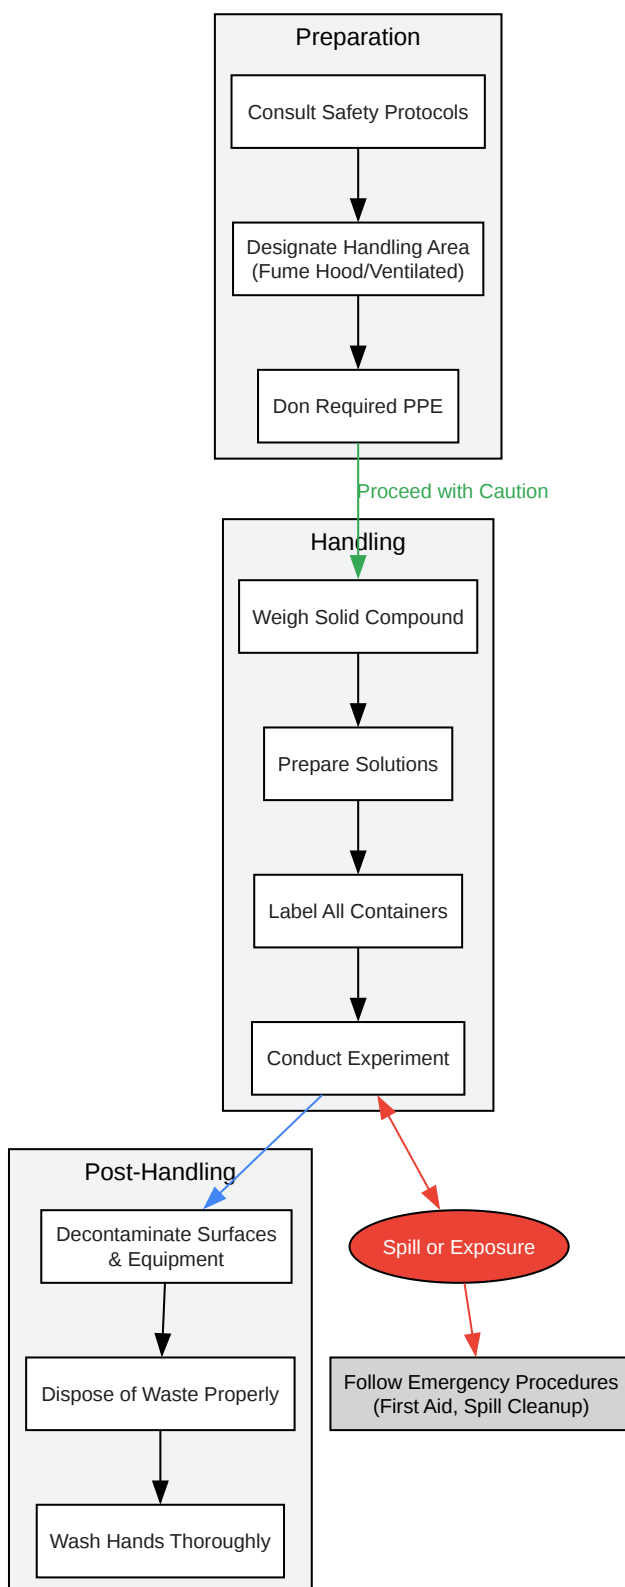 Preparation
Consult Safety Protocols
Designate Handling Area
(Fume Hood/Ventilated)
Don Required PPE
Proceed with Caution
Handling
Weigh Solid Compound
Prepare Solutions
Label All Containers
Conduct Experiment
Post-Handling
Decontaminate Surfaces
& Equipment
Spill or Exposure
Dispose of Waste Properly
Follow Emergency Procedures
(First Aid, Spill Cleanup)
Wash Hands Thoroughly